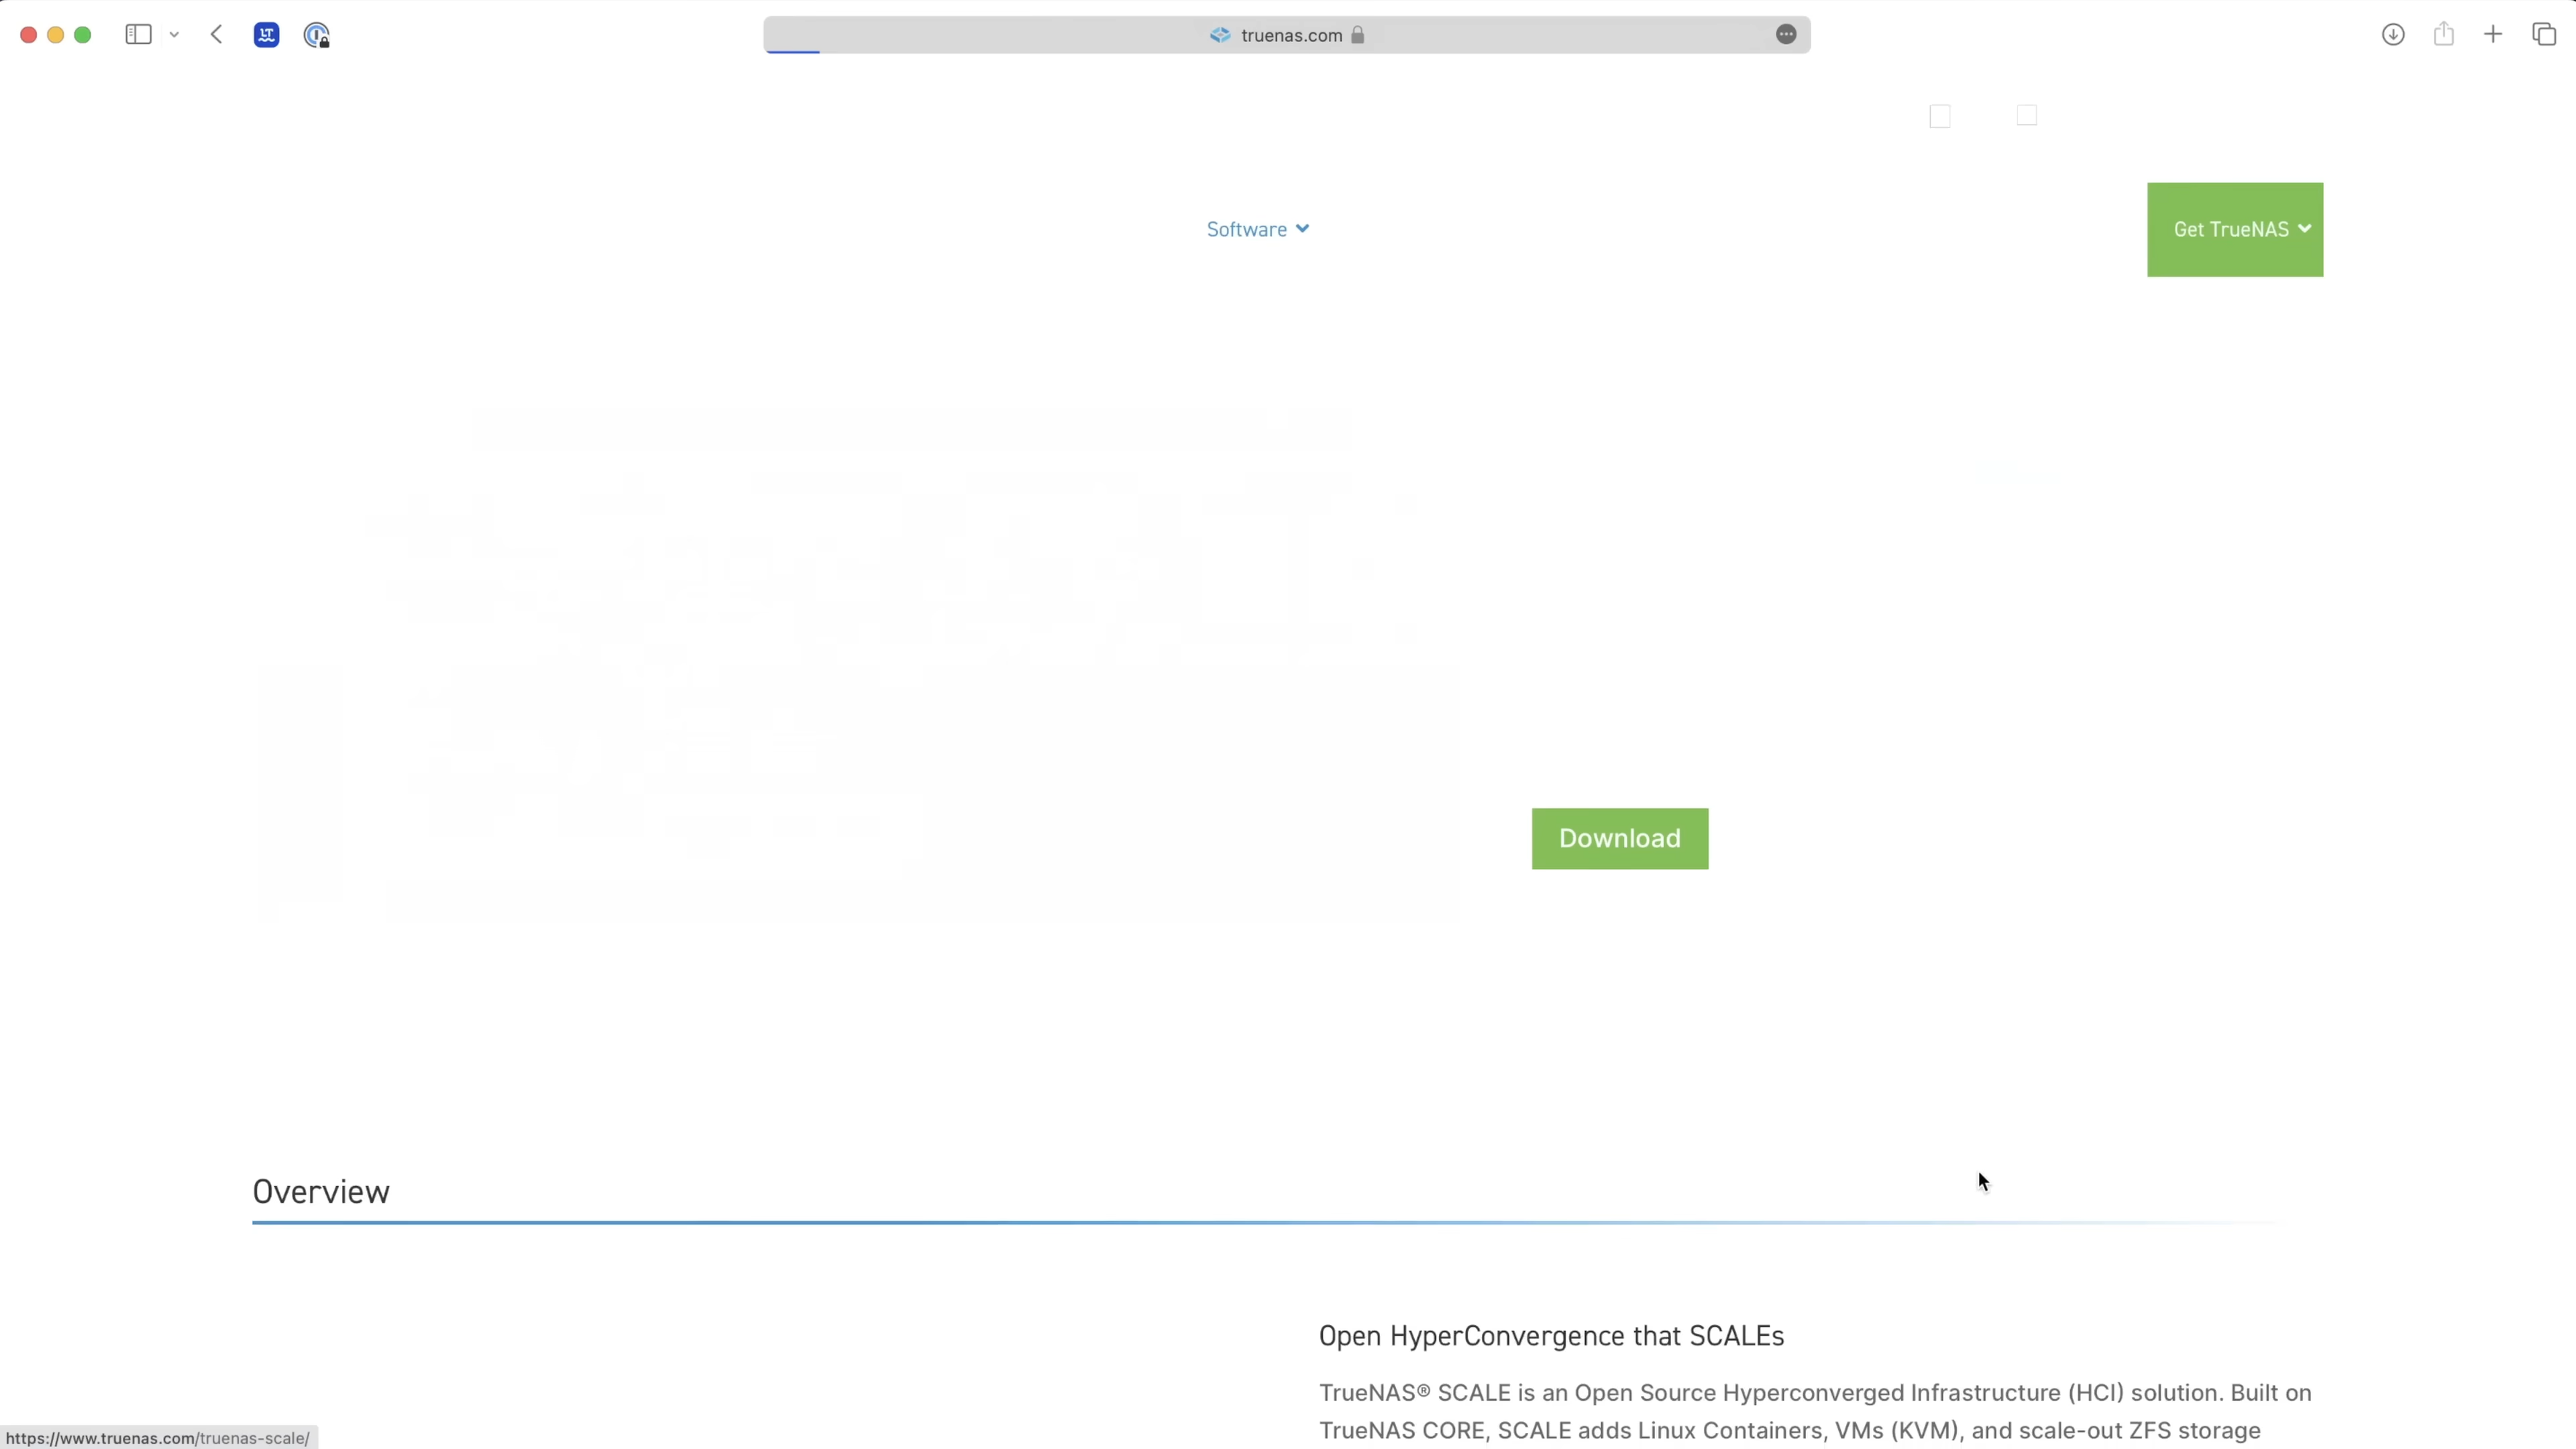 LT
truenas.com
Software
Get TrueNAS
Download
Overview
Open HyperConvergence that SCALEs
TrueNAS® SCALE is an Open Source Hyperconverged Infrastructure (HCI) solution. Built on
TrueNAS CORE, SCALE adds Linux Containers, VMs (KVM), and scale-out ZFS storage
https://www.truenas.com/truenas-scale/